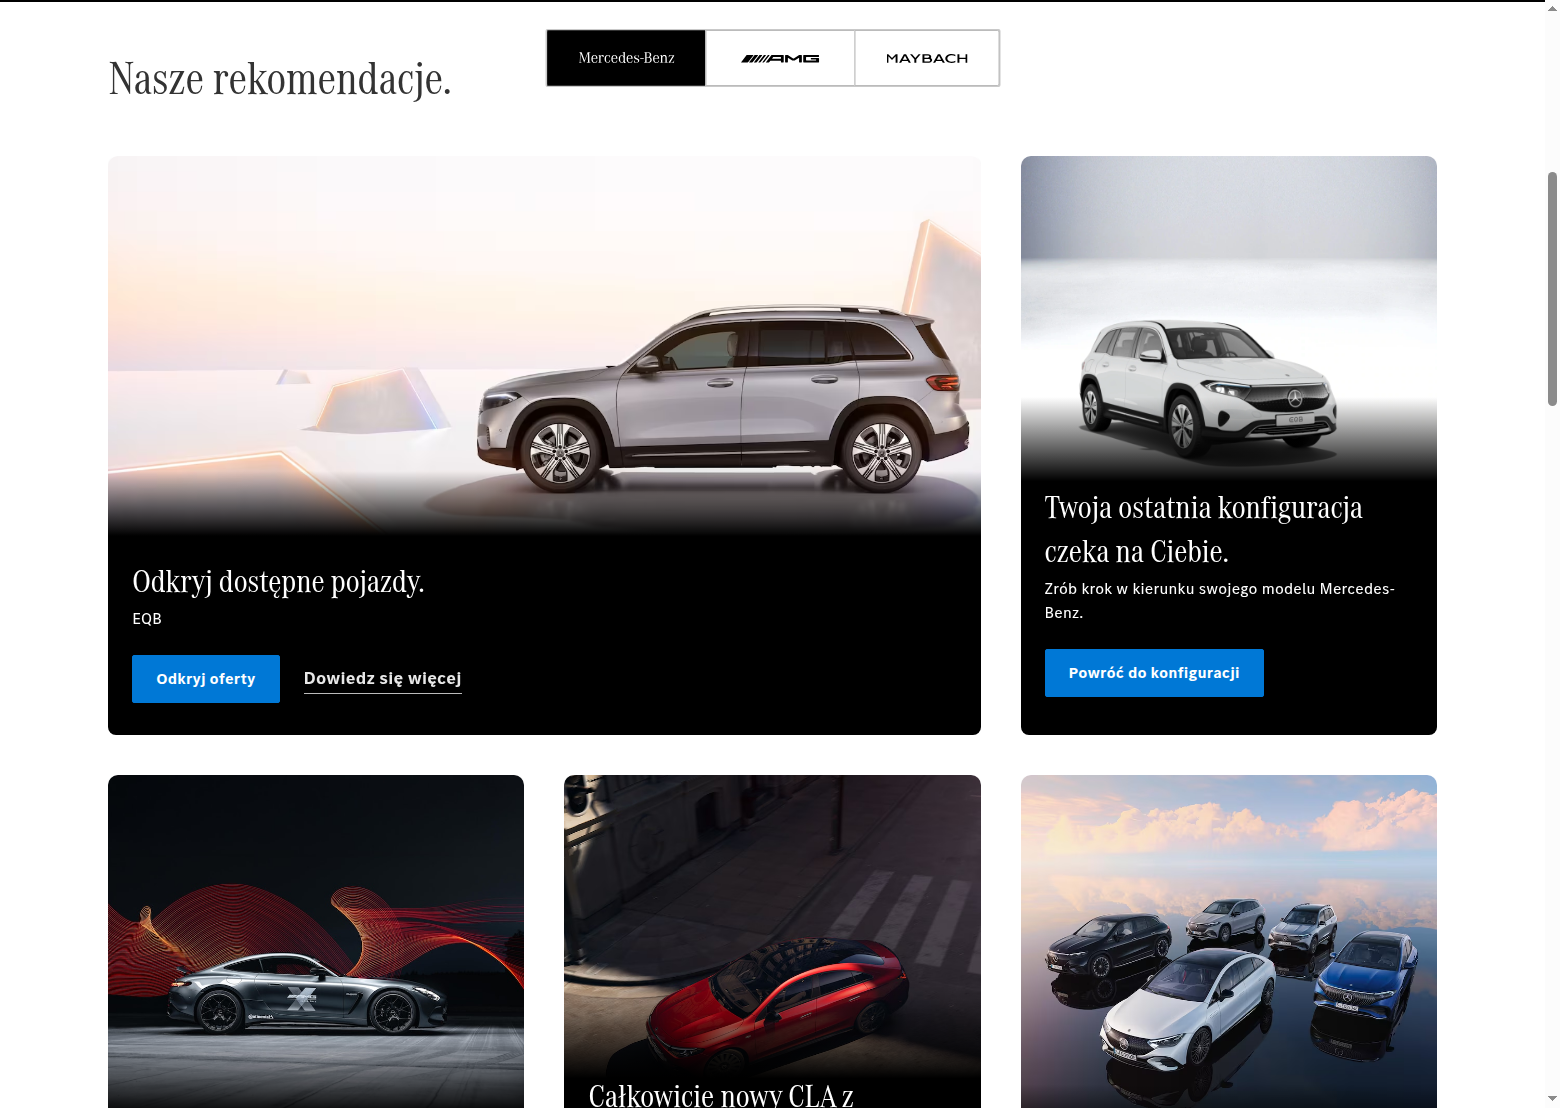 Nasze rekomendacje.
Mercedes-Benz
AMG
MAYBACH
Odkryj dostępne pojazdy.
EQB
Odkryj oferty
Dowiedz się więcej
EQB
Twoja ostatnia konfiguracja
czeka na Ciebie.
Zrób krok w kierunku swojego modelu Mercedes-
Benz.
Powróć do konfiguracji
Całkowicie nowy CLA z